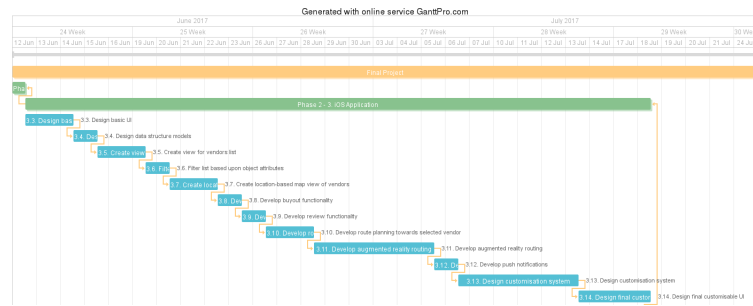 Generated with online service GanttPro.com
June 2017 July 2017
24 Week 25 Week 26 Week 27 Week 28 Week 29 Week 30 We
12 Jun 13 Jun 14 Jun 15 Jun 16 Jun 19 Jun 20 Jun 21 Jun 22 Jun 23 Jun 26 Jun 27 Jun 28 Jun 29 Jun 30 Jun 03 Jul 04 Jul 05 Jul 06 Jul 07 Jul 10 Jul 11 Jul 12 Jul 13 Jul 14 Jul 17 Jul 18 Jul 19 Jul 20 Jul 21 Jul 24 Ju
Final Project
Pha
Phase 2 - 3. iOS Application
3.3. Design bas 3.3. Design basic UI
3.4. Des 3.4. Design data structure models
3.5. Create view 3.5. Create view for vendors list
3.6. Filt 3.6. Filter list based upon object attributes
3.7. Create loca 3.7. Create location-based map view of vendors
3.8. Dev 3.8. Develop buyout functionality
3.9. Dev 3.9. Develop review functionality
3.10. Develop ro 3.10. Develop route planning towards selected vendor
3.11. Develop augmented reality routing 3.11. Develop augmented reality routing
3.12. De 3.12. Develop push notifications
3.13. Design customisation system 3.13. Design customisation system
3.14. Design final custor 3.14. Design final customisable UI